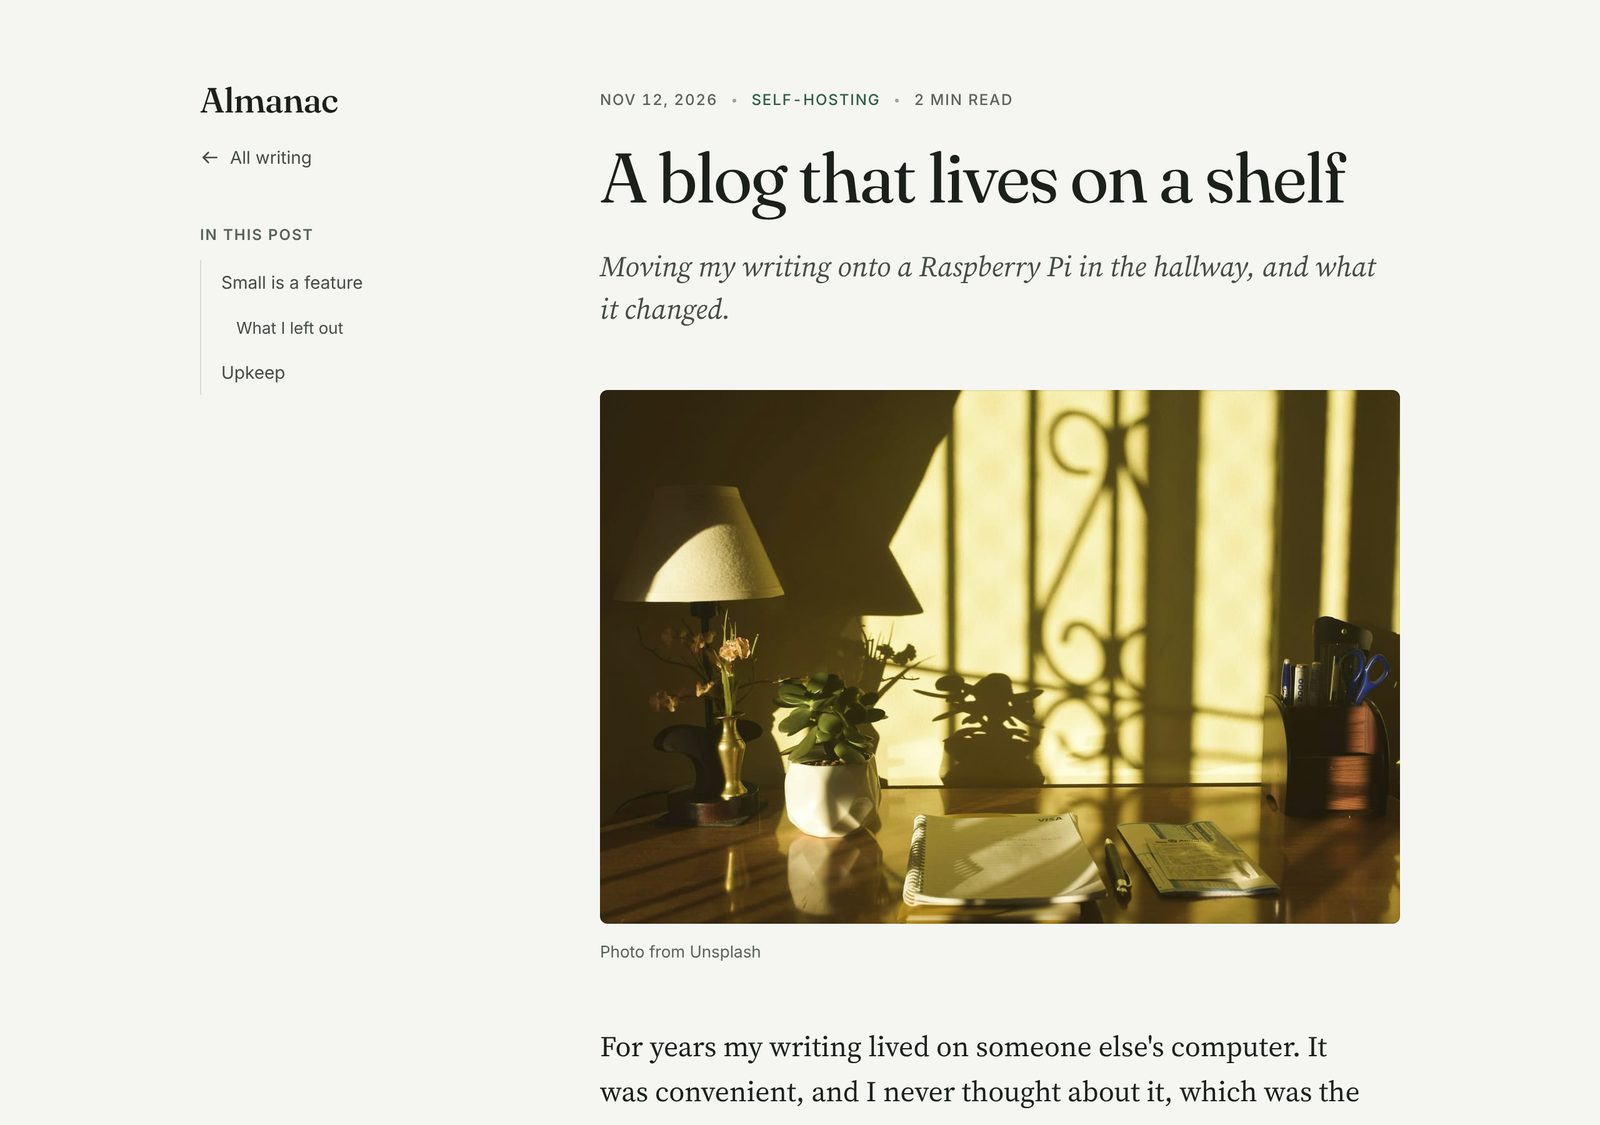 Almanac
← All writing
IN THIS POST
Small is a feature
What I left out
Upkeep
NOV 12, 2026 • SELF-HOSTING • 2 MIN READ
A blog that lives on a shelf
Moving my writing onto a Raspberry Pi in the hallway, and what
it changed.
VISA
Photo from Unsplash
For years my writing lived on someone else's computer. It
was convenient, and I never thought about it, which was the